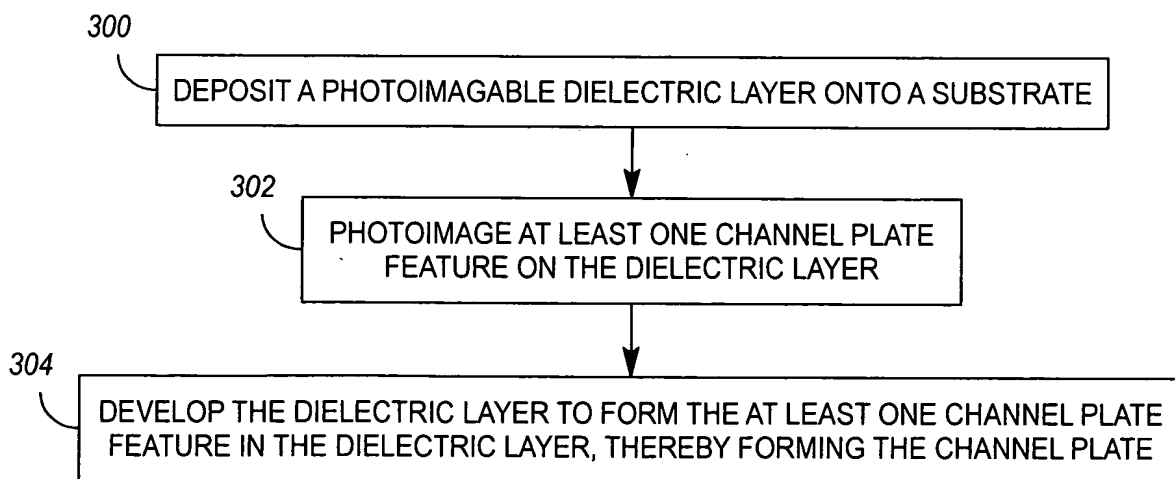 300
DEPOSIT A PHOTOIMAGABLE DIELECTRIC LAYER ONTO A SUBSTRATE
302
PHOTOIMAGE AT LEAST ONE CHANNEL PLATE
FEATURE ON THE DIELECTRIC LAYER
304
DEVELOP THE DIELECTRIC LAYER TO FORM THE AT LEAST ONE CHANNEL PLATE
FEATURE IN THE DIELECTRIC LAYER, THEREBY FORMING THE CHANNEL PLATE